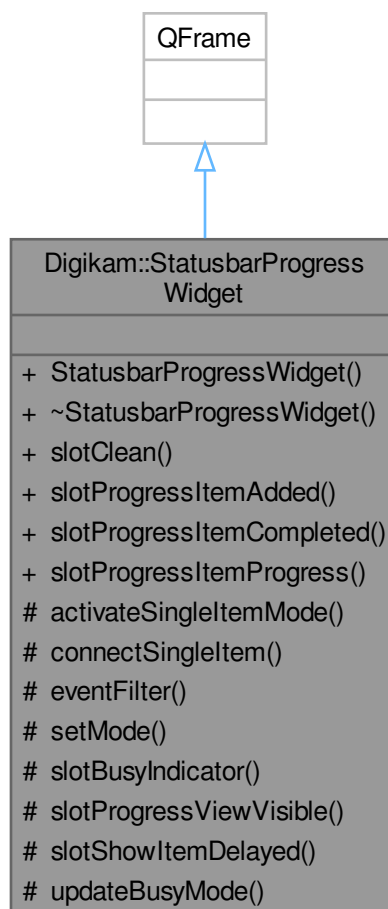 QFrame
Digikam::StatusbarProgress
Widget
+ StatusbarProgressWidget()
+ ~StatusbarProgressWidget()
+ slotClean()
+ slotProgressItemAdded()
+ slotProgressItemCompleted()
+ slotProgressItemProgress()
# activateSingleItemMode()
# connectSingleItem()
# eventFilter()
# setMode()
# slotBusyIndicator()
# slotProgressViewVisible()
# slotShowItemDelayed()
# updateBusyMode()